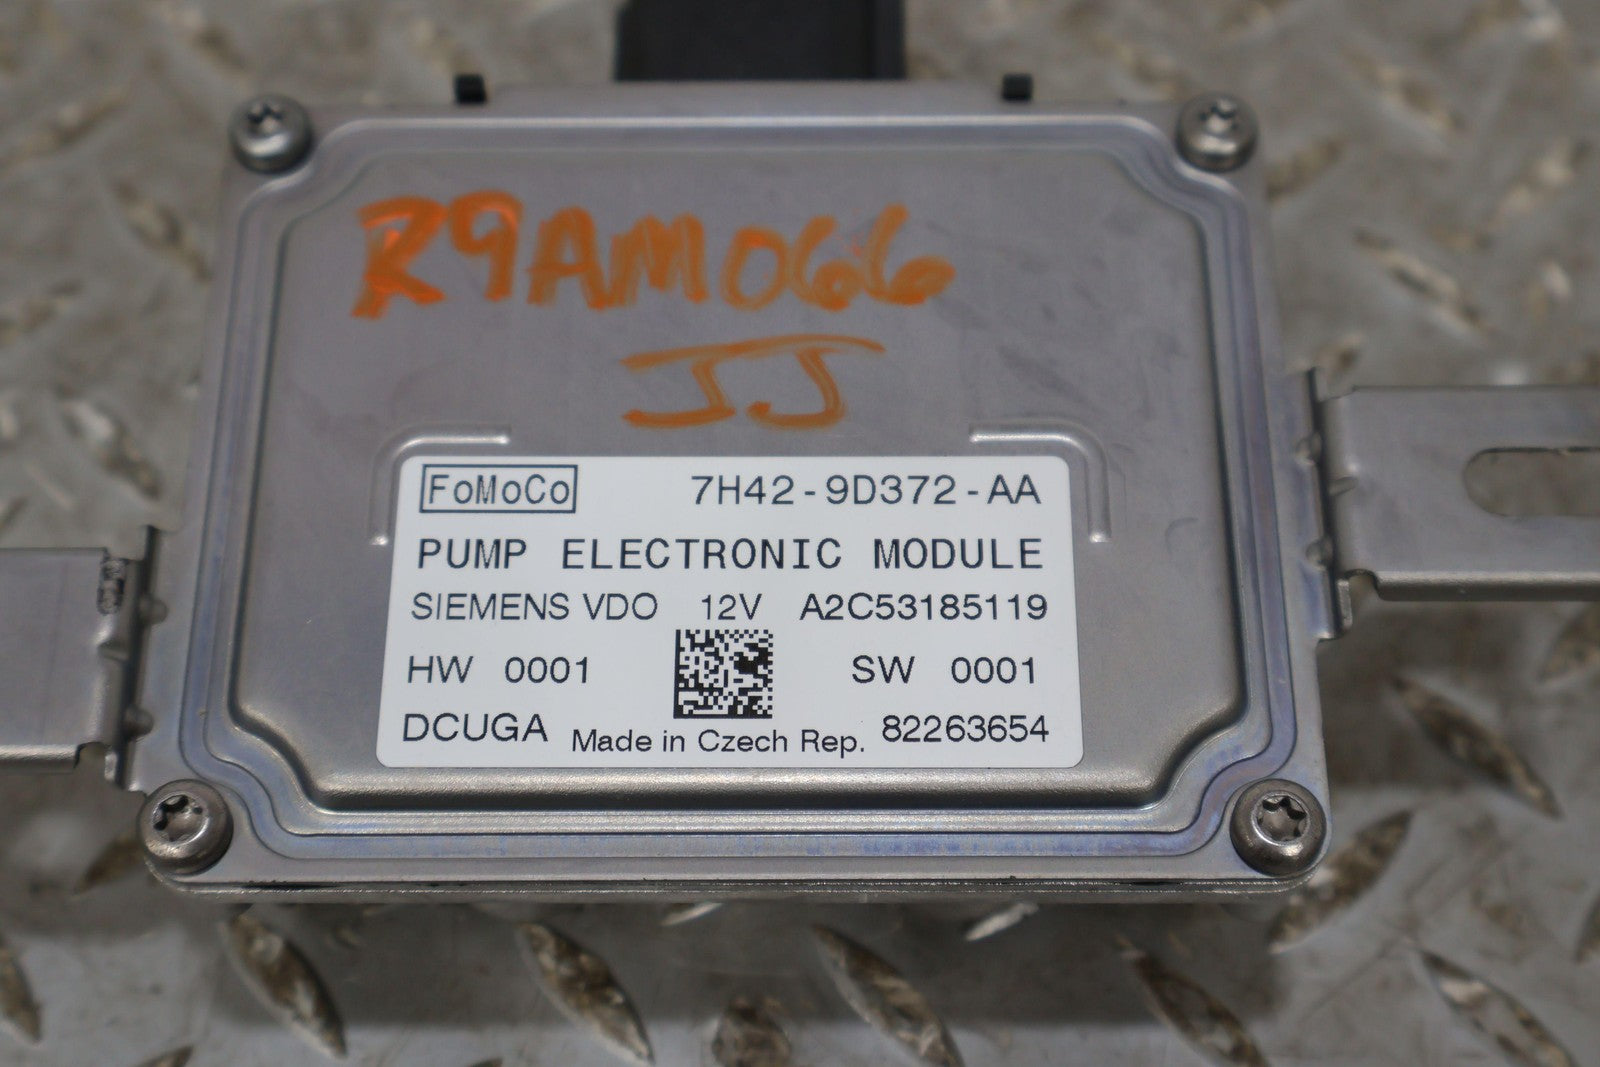 R9AM066
JJ
FoMoCo 7H42-9D372-AA
PUMP ELECTRONIC MODULE
SIEMENS VDO 12V A2C53185119
HW 0001 SW 0001
DCUGA Made in Czech Rep. 82263654